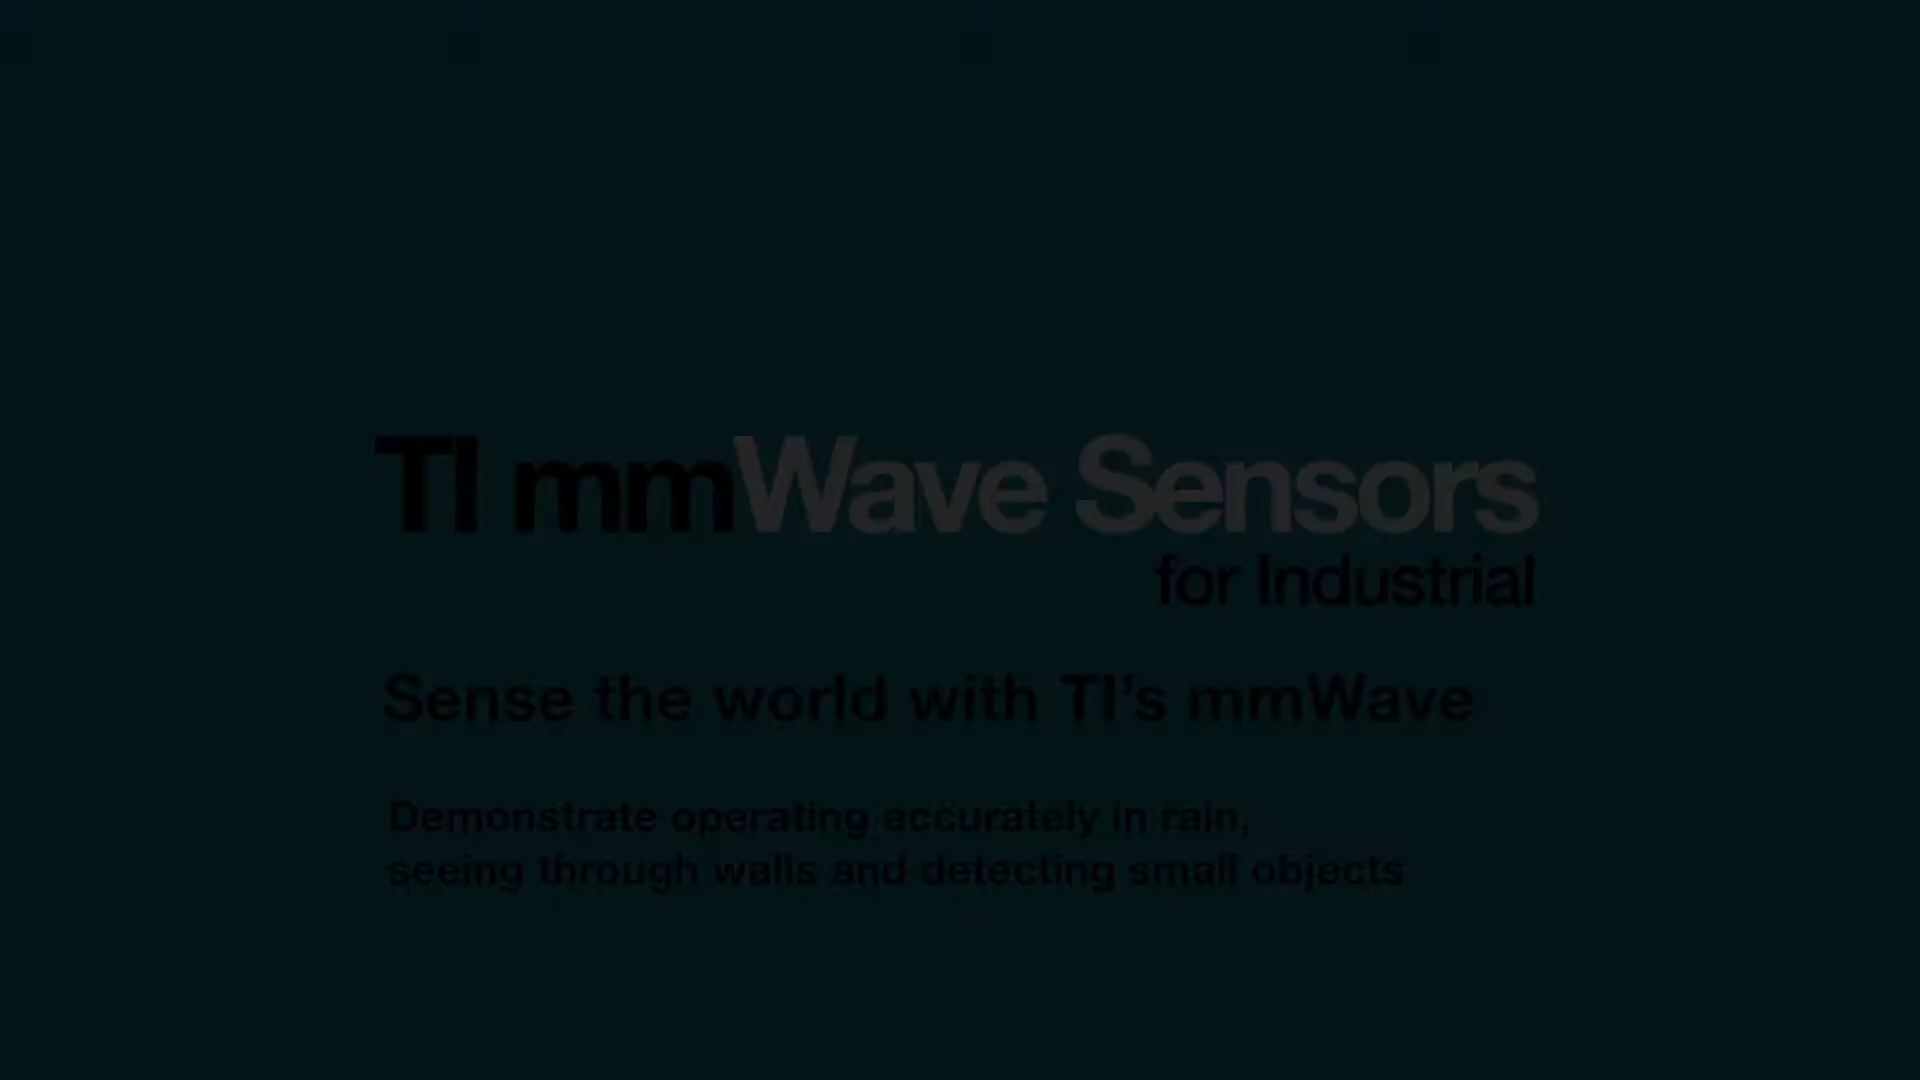 TI mmWave Sensors
for Industrial
Sense the world with TI's mmWave
Demonstrate operating accurately in rain,
seeing through walls and detecting small objects